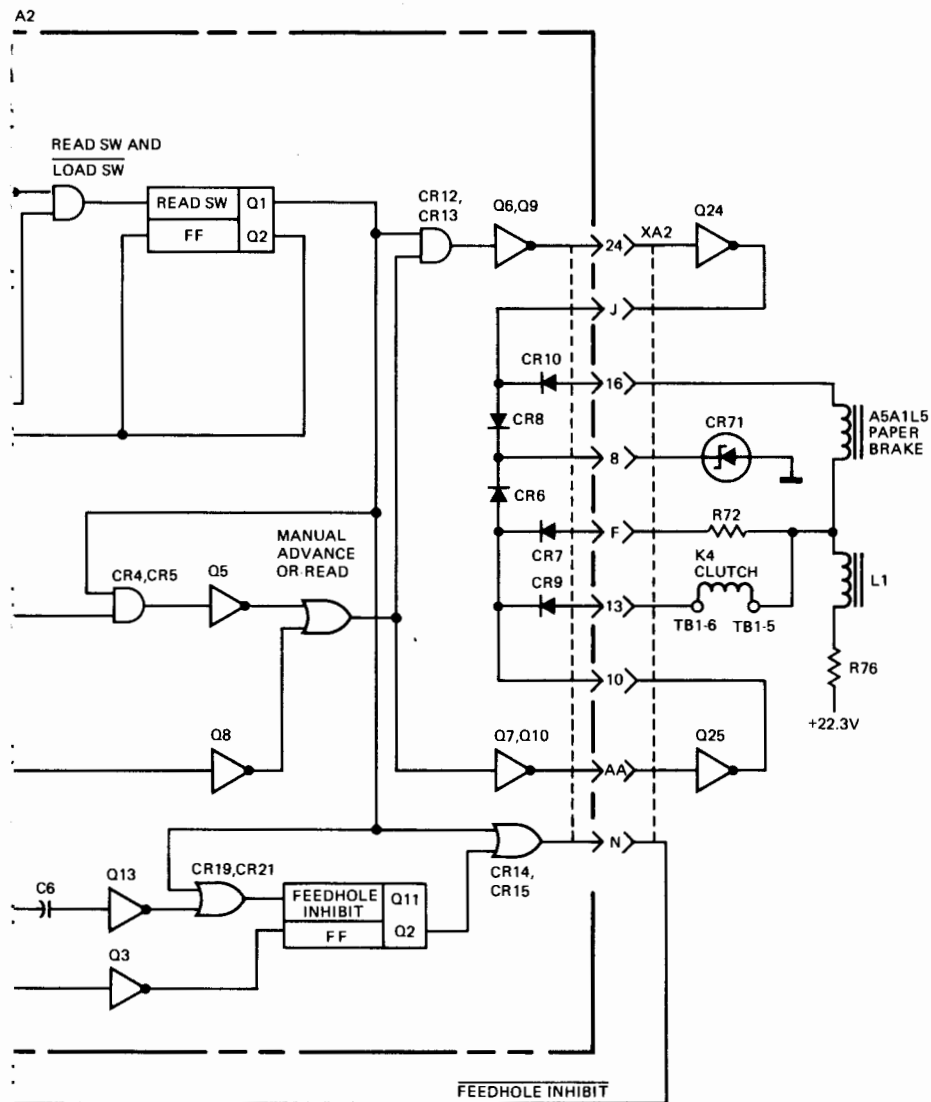 A2
READ SW AND
LOAD SW
READ SW
Q1
FF
Q2
CR12,
CR13
Q6,Q9
24
XA2
Q24
J
CR10
16
CR8
CR71
A5A1L5
PAPER
BRAKE
8
CR6
R72
F
CR7
K4
CLUTCH
L1
CR9
13
TB1-6
TB1-5
R76
+22.3V
MANUAL
ADVANCE
OR READ
CR4,CR5
Q5
10
Q8
Q7,Q10
AA
Q25
N
CR14,
CR15
C6
Q13
CR19,CR21
FEEDHOLE
INHIBIT
Q11
FF
Q2
Q3
FEEDHOLE INHIBIT